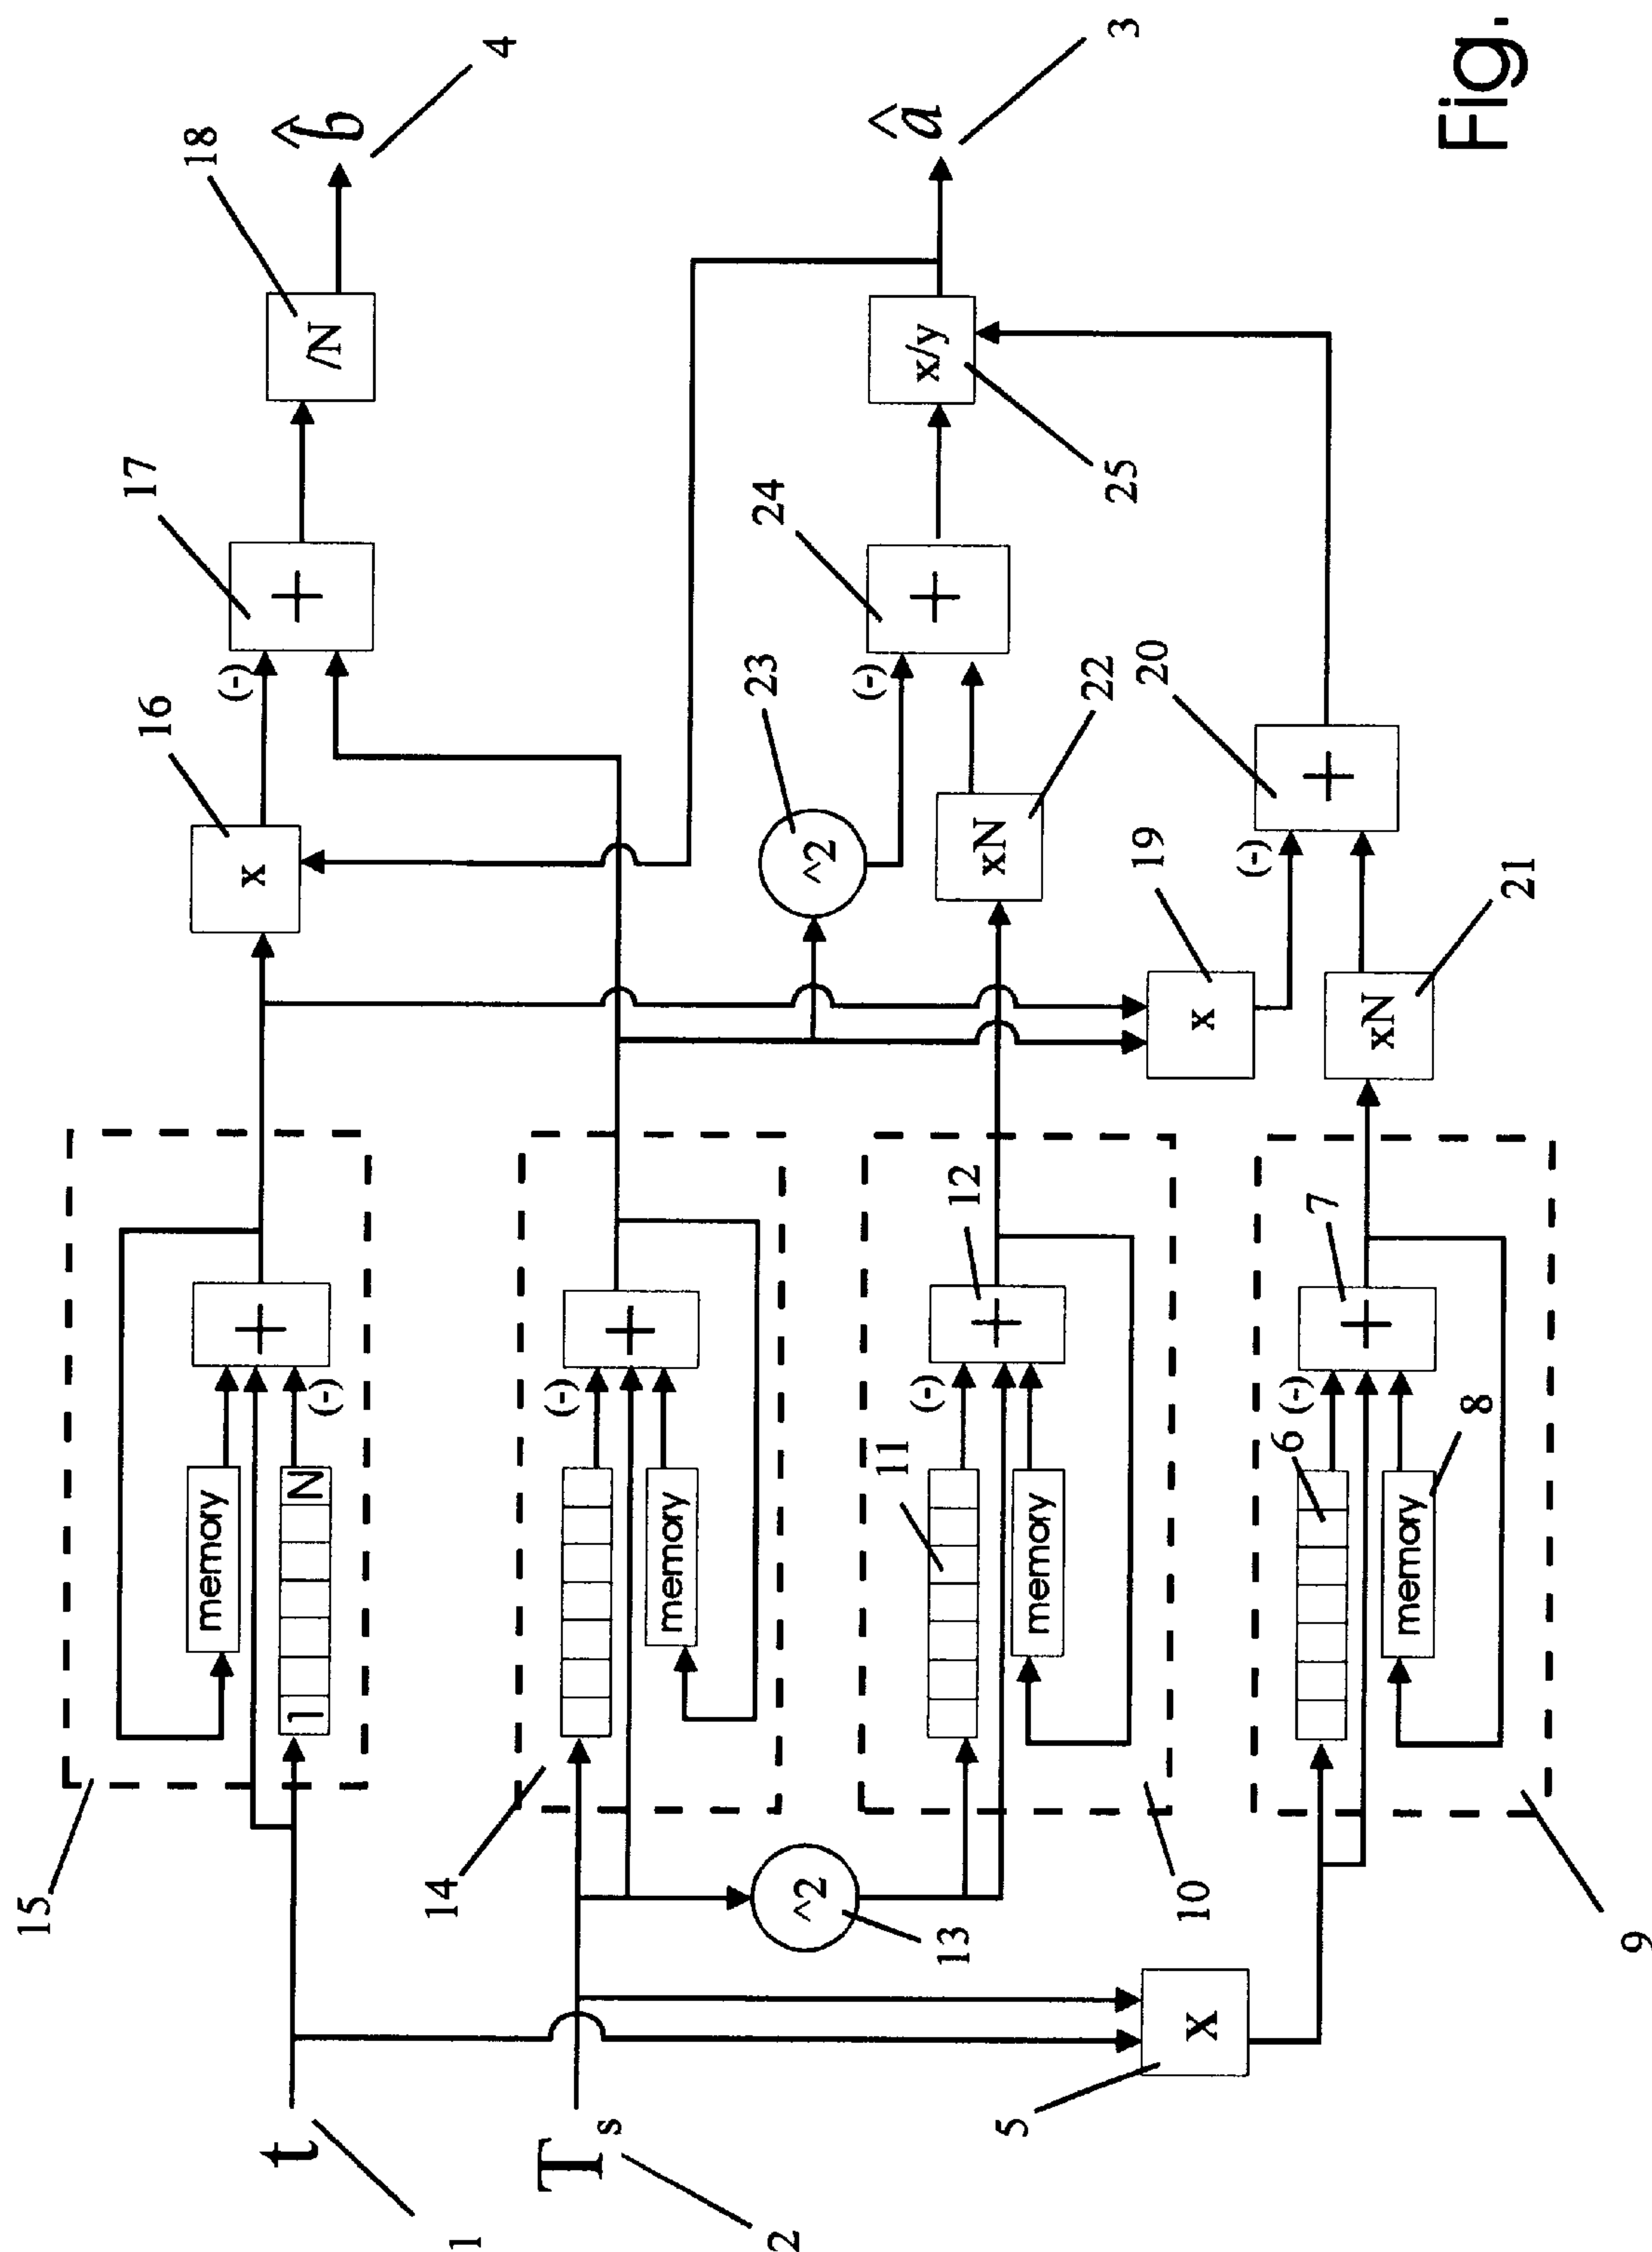 15
memory
1 N
+
(-)
16
x
17
(-)
+
18
/N
b̂
4
t
1
14
(-)
memory
+
T_s
2
13
^2
11
(-)
memory
12
+
10
23
^2
22
xN
24
(-)
+
25
x/y
â
3
5
X
6
(-)
memory
8
7
+
9
19
x
21
xN
20
(-)
+
Fig.